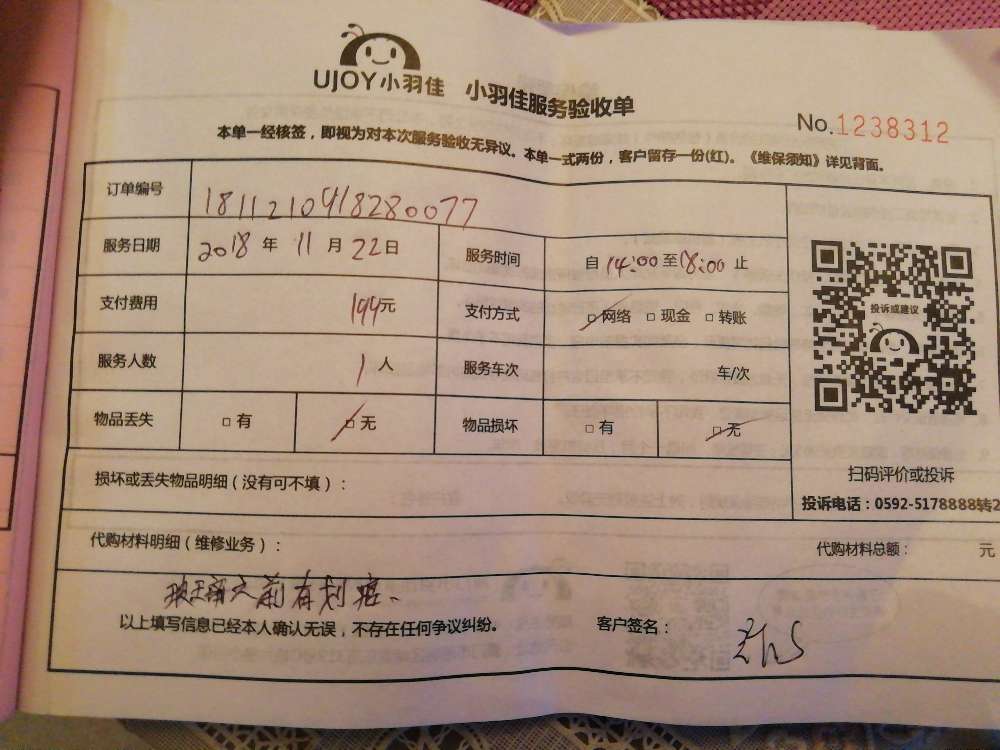 UJOY小羽佳 小羽佳服务验收单
No.1238312
本单一经核签，即视为对本次服务验收无异议。本单一式两份，客户留存一份(红)。《维保须知》详见背面。
订单编号 1811210918280077
服务日期 2018 年 11 月 22日 服务时间 自 14:00 至 18:00 止
支付费用 199元 支付方式 □网络 □现金 □转账
投诉或建议
服务人数 1 人 服务车次 车/次
物品丢失 □有 □无 物品损坏 □有 □无
扫码评价或投诉
损坏或丢失物品明细（没有可不填）：
投诉电话：0592-5178888转2
代购材料明细（维修业务）： 代购材料总额： 元
之前有划痕、
以上填写信息已经本人确认无误，不存在任何争议纠纷。 客户签名：